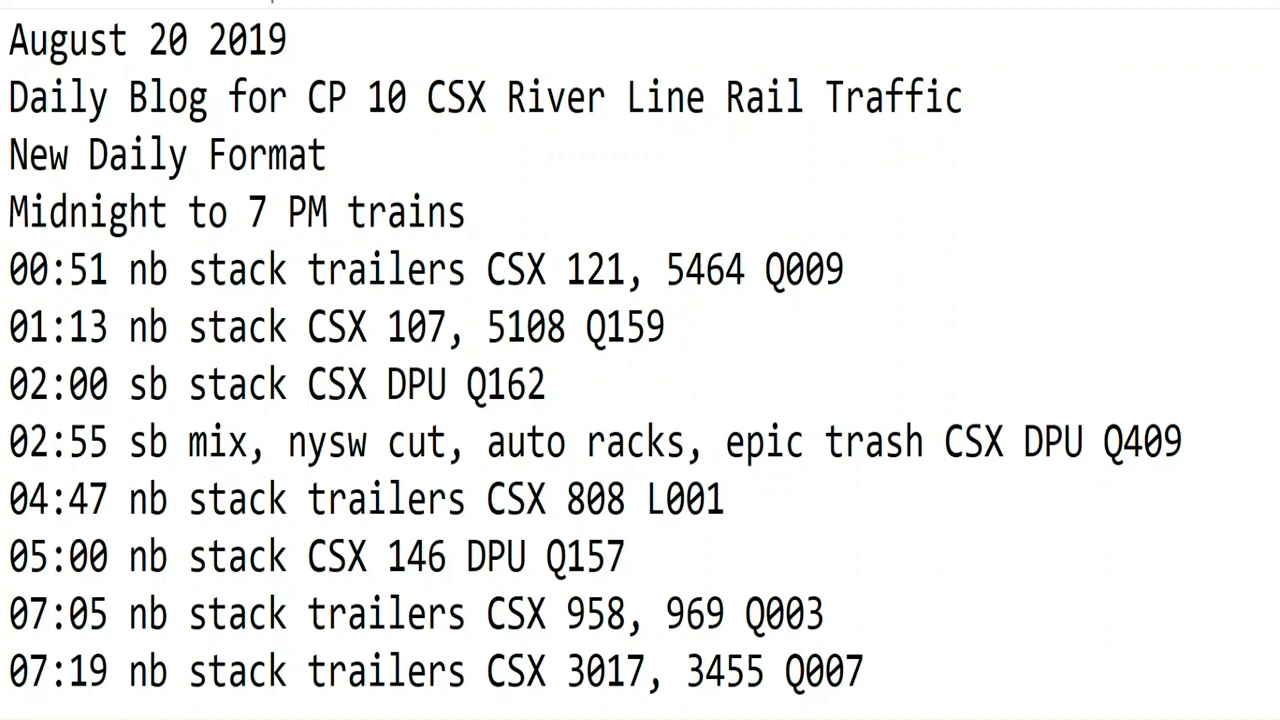 August 20 2019
Daily Blog for CP 10 CSX River Line Rail Traffic
New Daily Format
Midnight to 7 PM trains
00:51 nb stack trailers CSX 121, 5464 Q009
01:13 nb stack CSX 107, 5108 Q159
02:00 sb stack CSX DPU Q162
02:55 sb mix, nysw cut, auto racks, epic trash CSX DPU Q409
04:47 nb stack trailers CSX 808 L001
05:00 nb stack CSX 146 DPU Q157
07:05 nb stack trailers CSX 958, 969 Q003
07:19 nb stack trailers CSX 3017, 3455 Q007